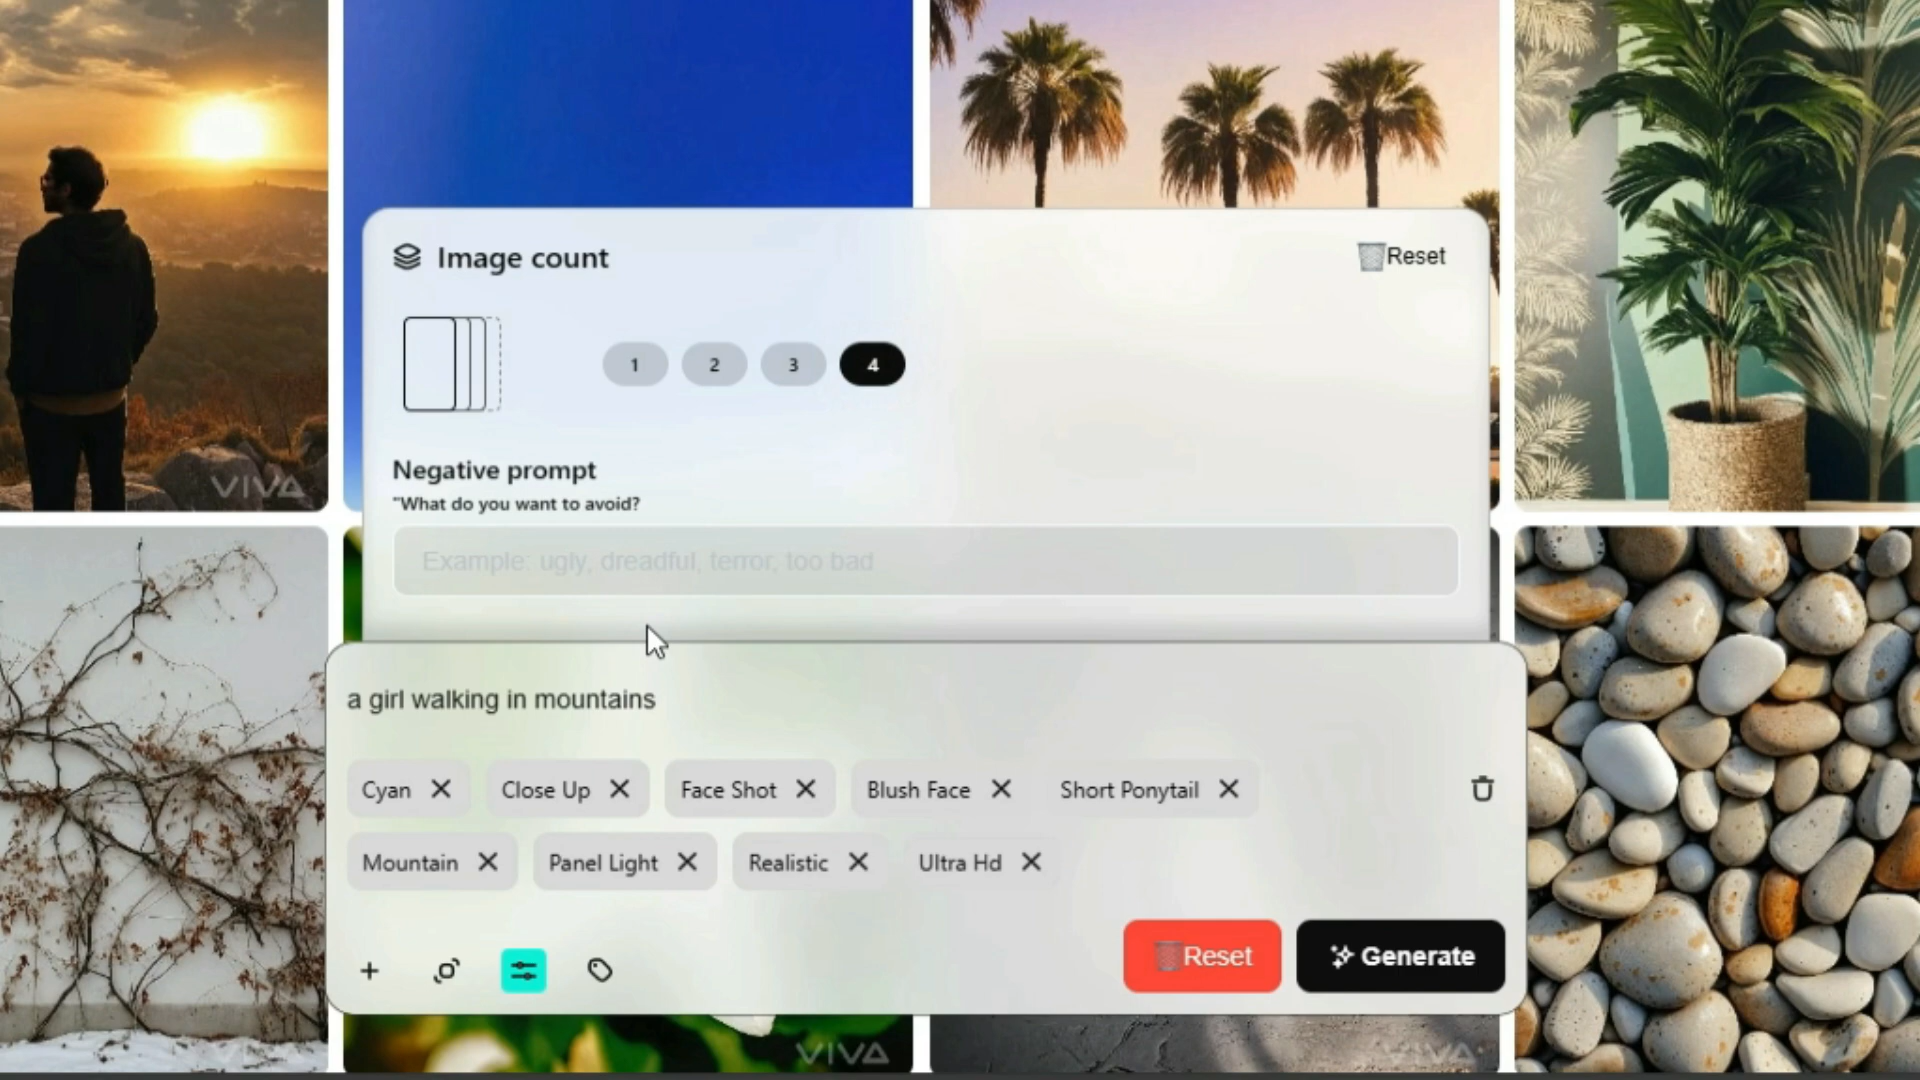 Image count
Reset
1 2 3 4
Negative prompt
"What do you want to avoid?
Example: ugly, dreadful, terror, too bad
a girl walking in mountains
Cyan Close Up Face Shot Blush Face Short Ponytail
Mountain Panel Light Realistic Ultra Hd
Reset Generate
VIVA
VIVA
VIVA
VIVA